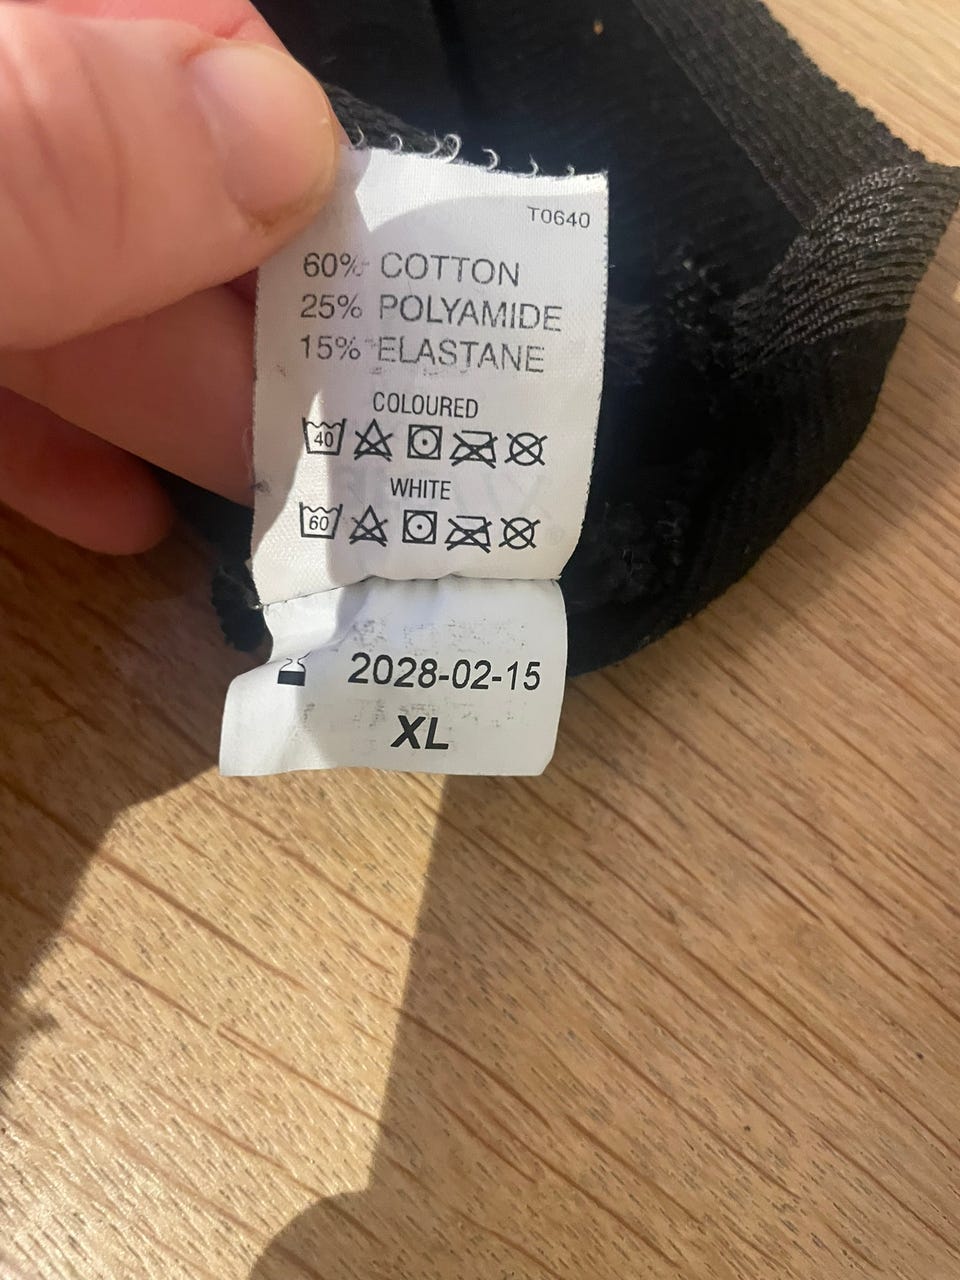 T0640
60% COTTON
25% POLYAMIDE
15% ELASTANE
COLOURED
40
WHITE
60
2028-02-15
XL